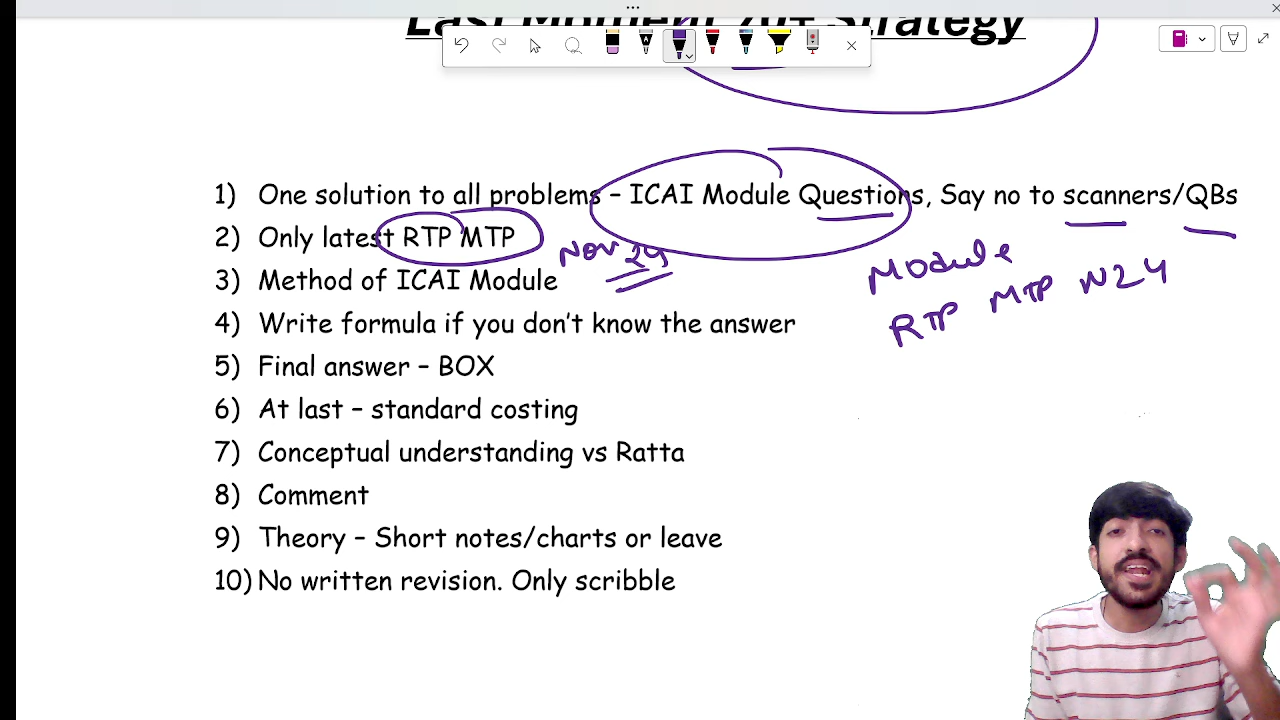 Last Moment 70+ Strategy
1) One solution to all problems – ICAI Module Questions, Say no to scanners/QBs
2) Only latest RTP MTP
Nov 24
3) Method of ICAI Module
Module
RTP MTP N24
4) Write formula if you don't know the answer
5) Final answer – BOX
6) At last – standard costing
7) Conceptual understanding vs Ratta
8) Comment
9) Theory – Short notes/charts or leave
10) No written revision. Only scribble